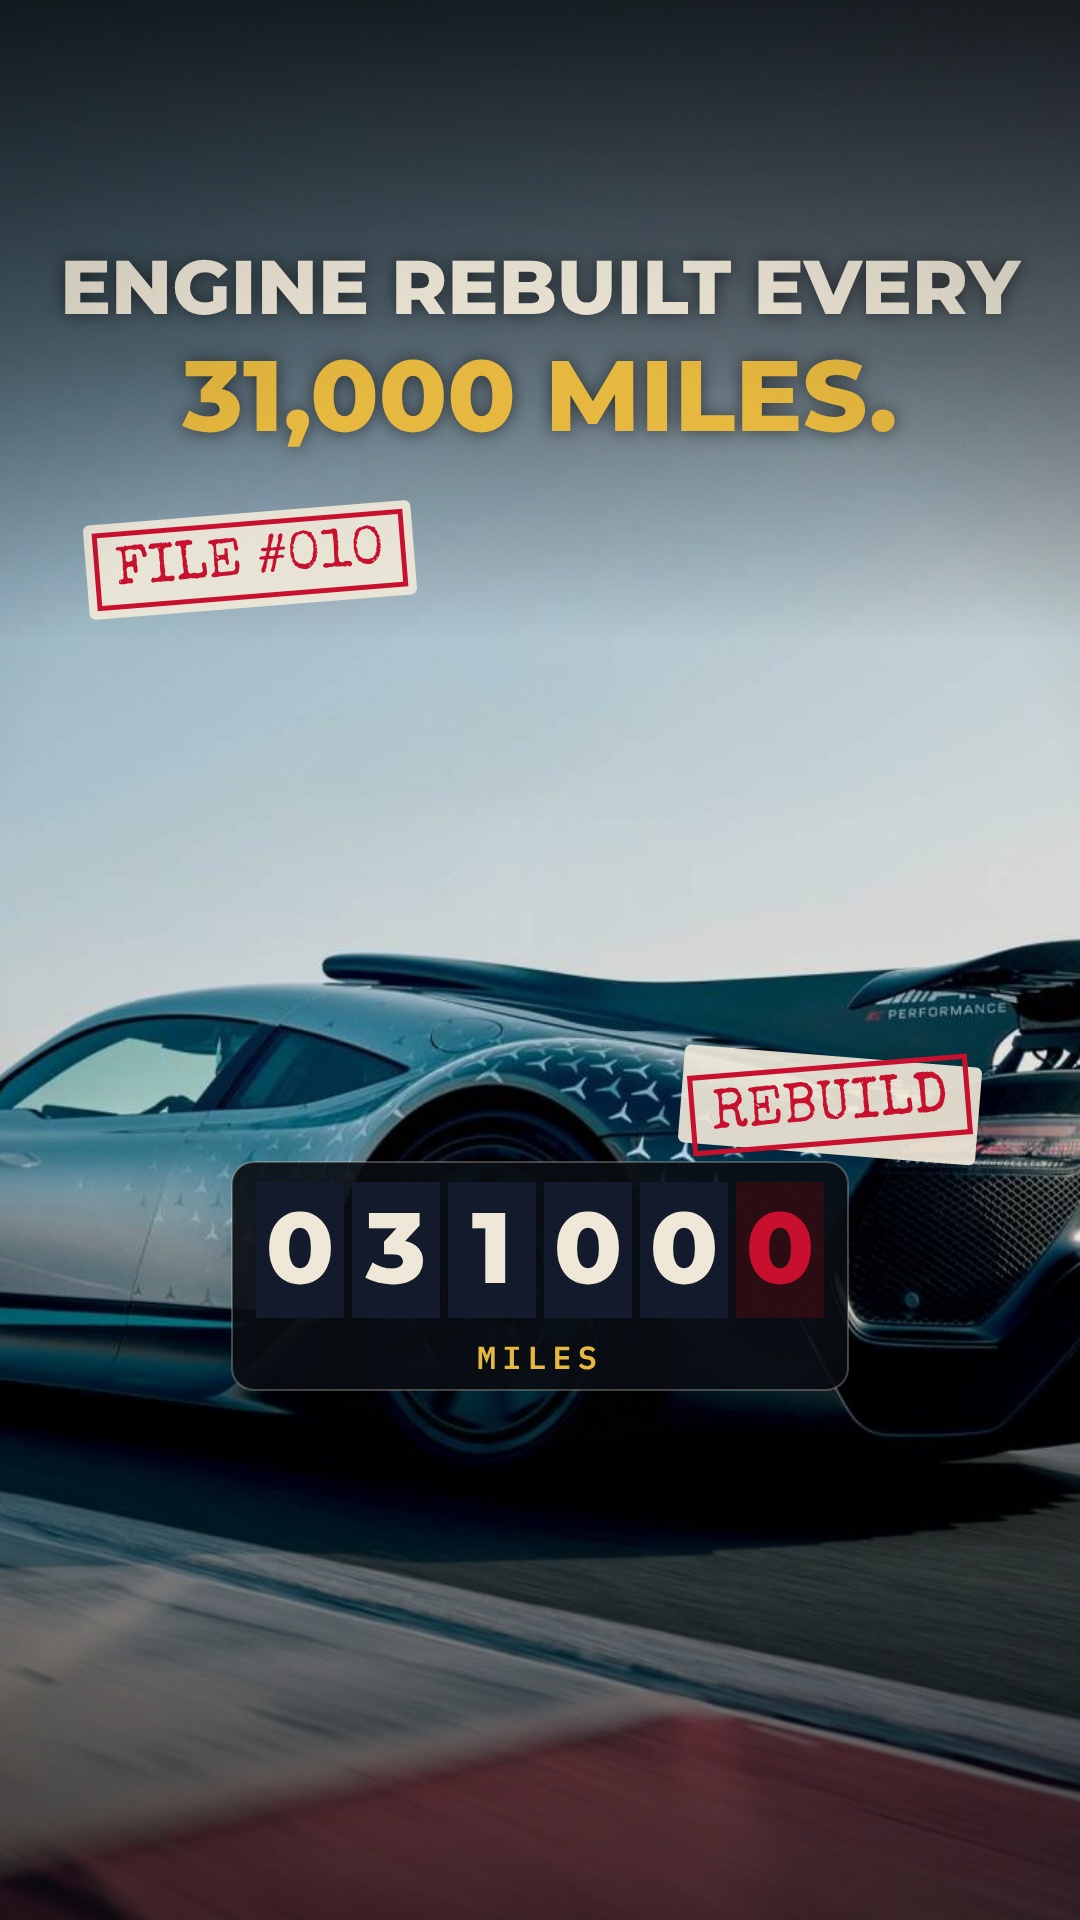 ENGINE REBUILT EVERY
31,000 MILES.
FILE #010
PERFORMANCE
REBUILD
031000
MILES